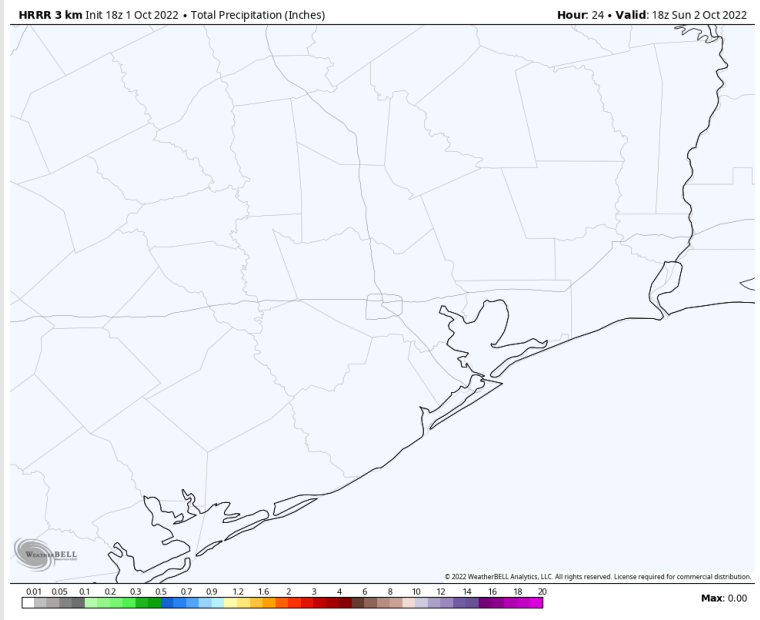 HRRR 3 km Init 18z 1 Oct 2022 • Total Precipitation (Inches) Hour: 24 • Valid: 18z Sun 2 Oct 2022
WeatherBELL
© 2022 WeatherBELL Analytics, LLC. All rights reserved. License required for commercial distribution.
0.01 0.05 0.1 0.2 0.3 0.5 0.7 0.9 1.2 1.6 2 3 4 6 8 10 12 14 16 18 20 Max: 0.00